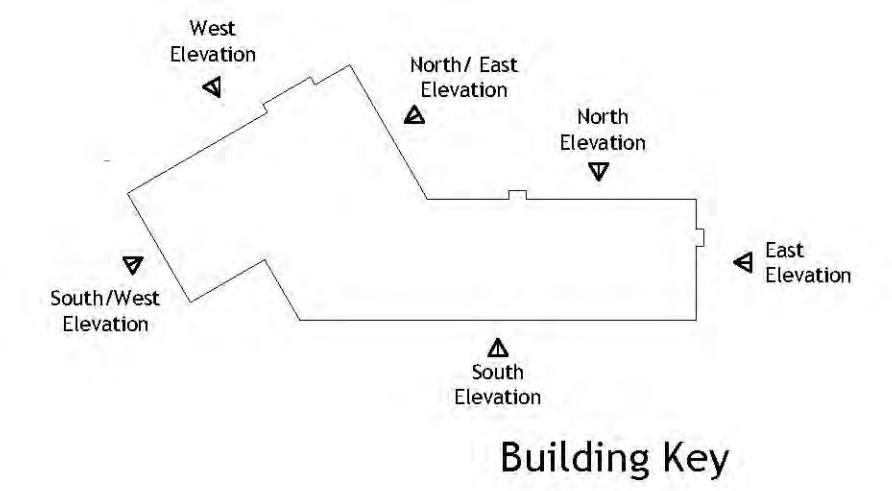 West
Elevation
North/ East
Elevation
North
Elevation
East
Elevation
South/West
Elevation
South
Elevation
Building Key